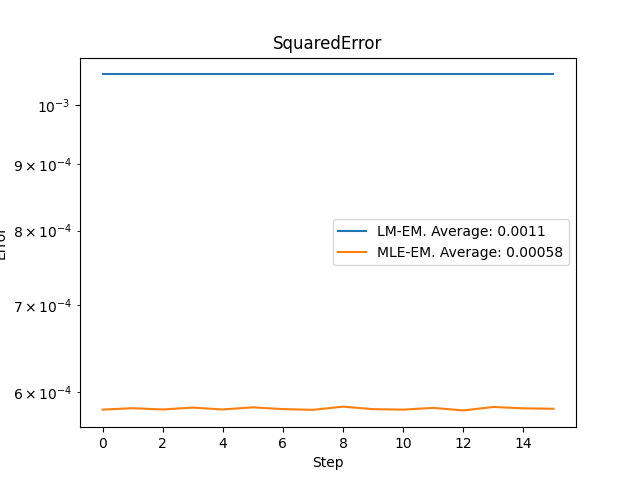 SquaredError
10⁻³
9 × 10⁻⁴
8 × 10⁻⁴
7 × 10⁻⁴
6 × 10⁻⁴
Error
LM-EM. Average: 0.0011
MLE-EM. Average: 0.00058
0 2 4 6 8 10 12 14
Step